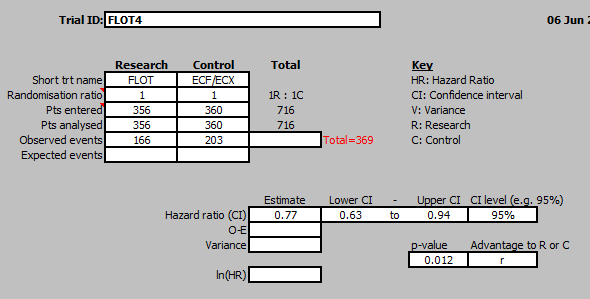 Trial ID: FLOT4 06 Jun
Research Control Total Key
Short trt name FLOT ECF/ECX HR: Hazard Ratio
Randomisation ratio 1 1 1R : 1C CI: Confidence interval
Pts entered 356 360 716 V: Variance
Pts analysed 356 360 716 R: Research
Observed events 166 203 Total=369 C: Control
Expected events
Estimate Lower CI - Upper CI CI level (e.g. 95%)
Hazard ratio (CI) 0.77 0.63 to 0.94 95%
O-E
Variance p-value Advantage to R or C
0.012 r
ln(HR)